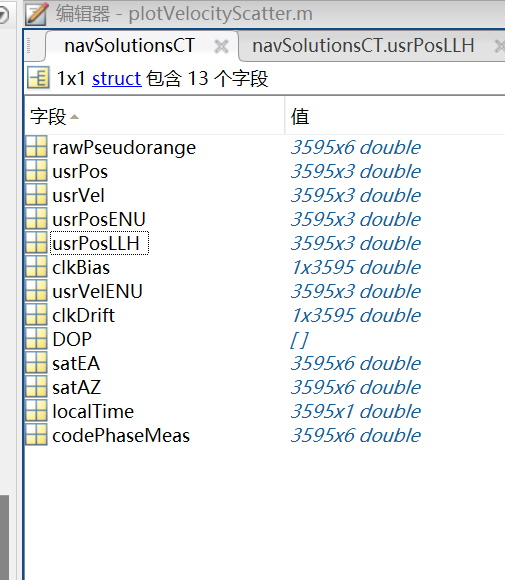 编辑器 - plotVelocityScatter.m
navSolutionsCT navSolutionsCT.usrPosLLH
1x1 struct 包含 13 个字段
字段 值
rawPseudorange 3595x6 double
usrPos 3595x3 double
usrVel 3595x3 double
usrPosENU 3595x3 double
usrPosLLH 3595x3 double
clkBias 1x3595 double
usrVelENU 3595x3 double
clkDrift 1x3595 double
DOP []
satEA 3595x6 double
satAZ 3595x6 double
localTime 3595x1 double
codePhaseMeas 3595x6 double